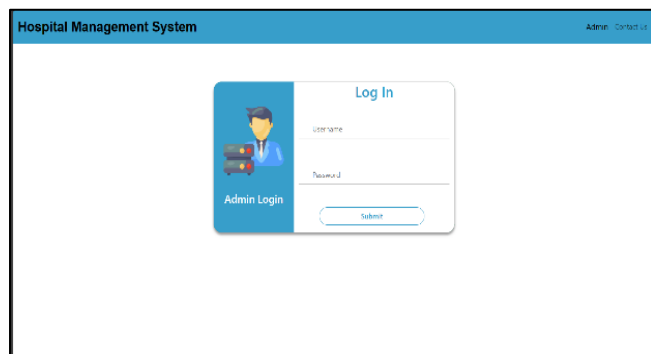 Hospital Management System
Admin Contact Us
Log In
Username
Password
Admin Login
Submit